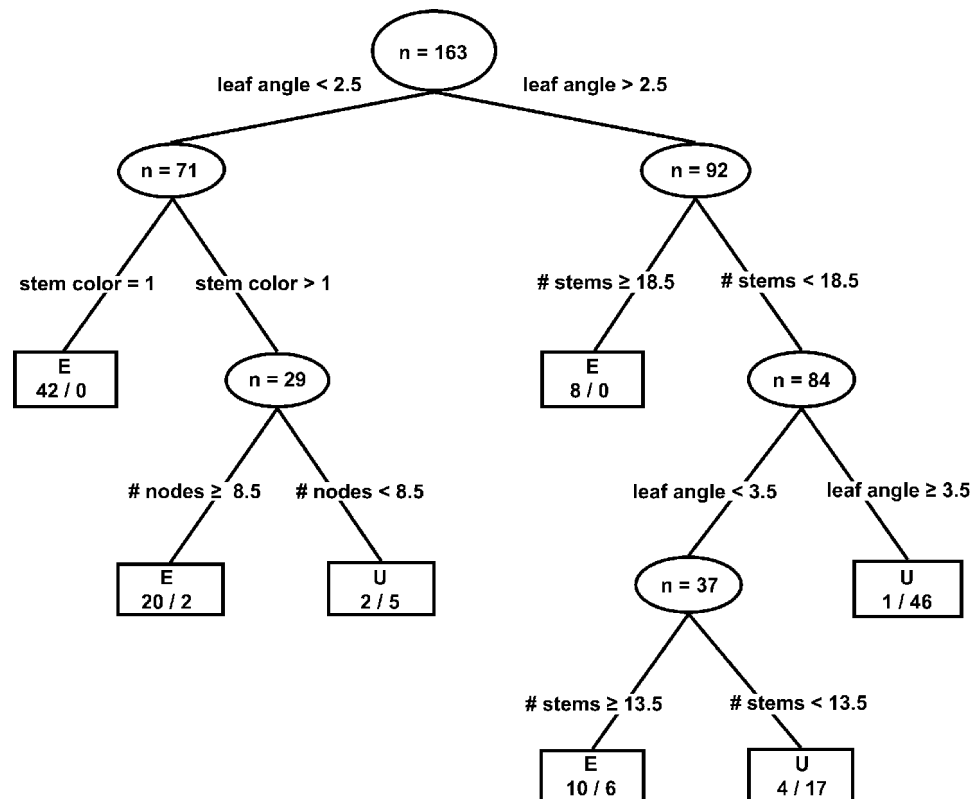 n = 163
leaf angle < 2.5
leaf angle > 2.5
n = 71
n = 92
stem color = 1
stem color > 1
# stems ≥ 18.5
# stems < 18.5
E
42 / 0
n = 29
E
8 / 0
n = 84
# nodes ≥ 8.5
# nodes < 8.5
leaf angle < 3.5
leaf angle ≥ 3.5
E
20 / 2
U
2 / 5
n = 37
U
1 / 46
# stems ≥ 13.5
# stems < 13.5
E
10 / 6
U
4 / 17